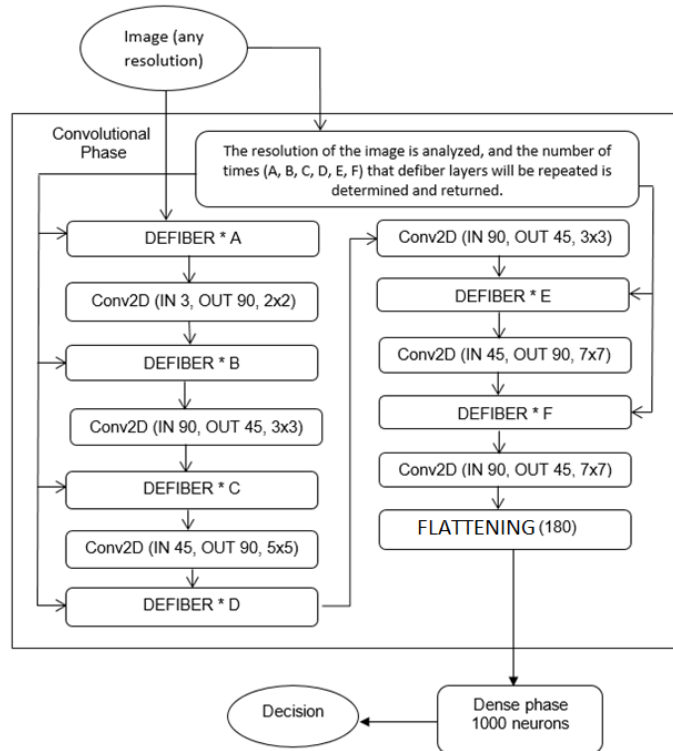 Image (any
resolution)
Convolutional
Phase
The resolution of the image is analyzed, and the number of
times (A, B, C, D, E, F) that defiber layers will be repeated is
determined and returned.
DEFIBER * A
Conv2D (IN 3, OUT 90, 2x2)
DEFIBER * B
Conv2D (IN 90, OUT 45, 3x3)
DEFIBER * C
Conv2D (IN 45, OUT 90, 5x5)
DEFIBER * D
Conv2D (IN 90, OUT 45, 3x3)
DEFIBER * E
Conv2D (IN 45, OUT 90, 7x7)
DEFIBER * F
Conv2D (IN 90, OUT 45, 7x7)
FLATTENING (180)
Dense phase
1000 neurons
Decision